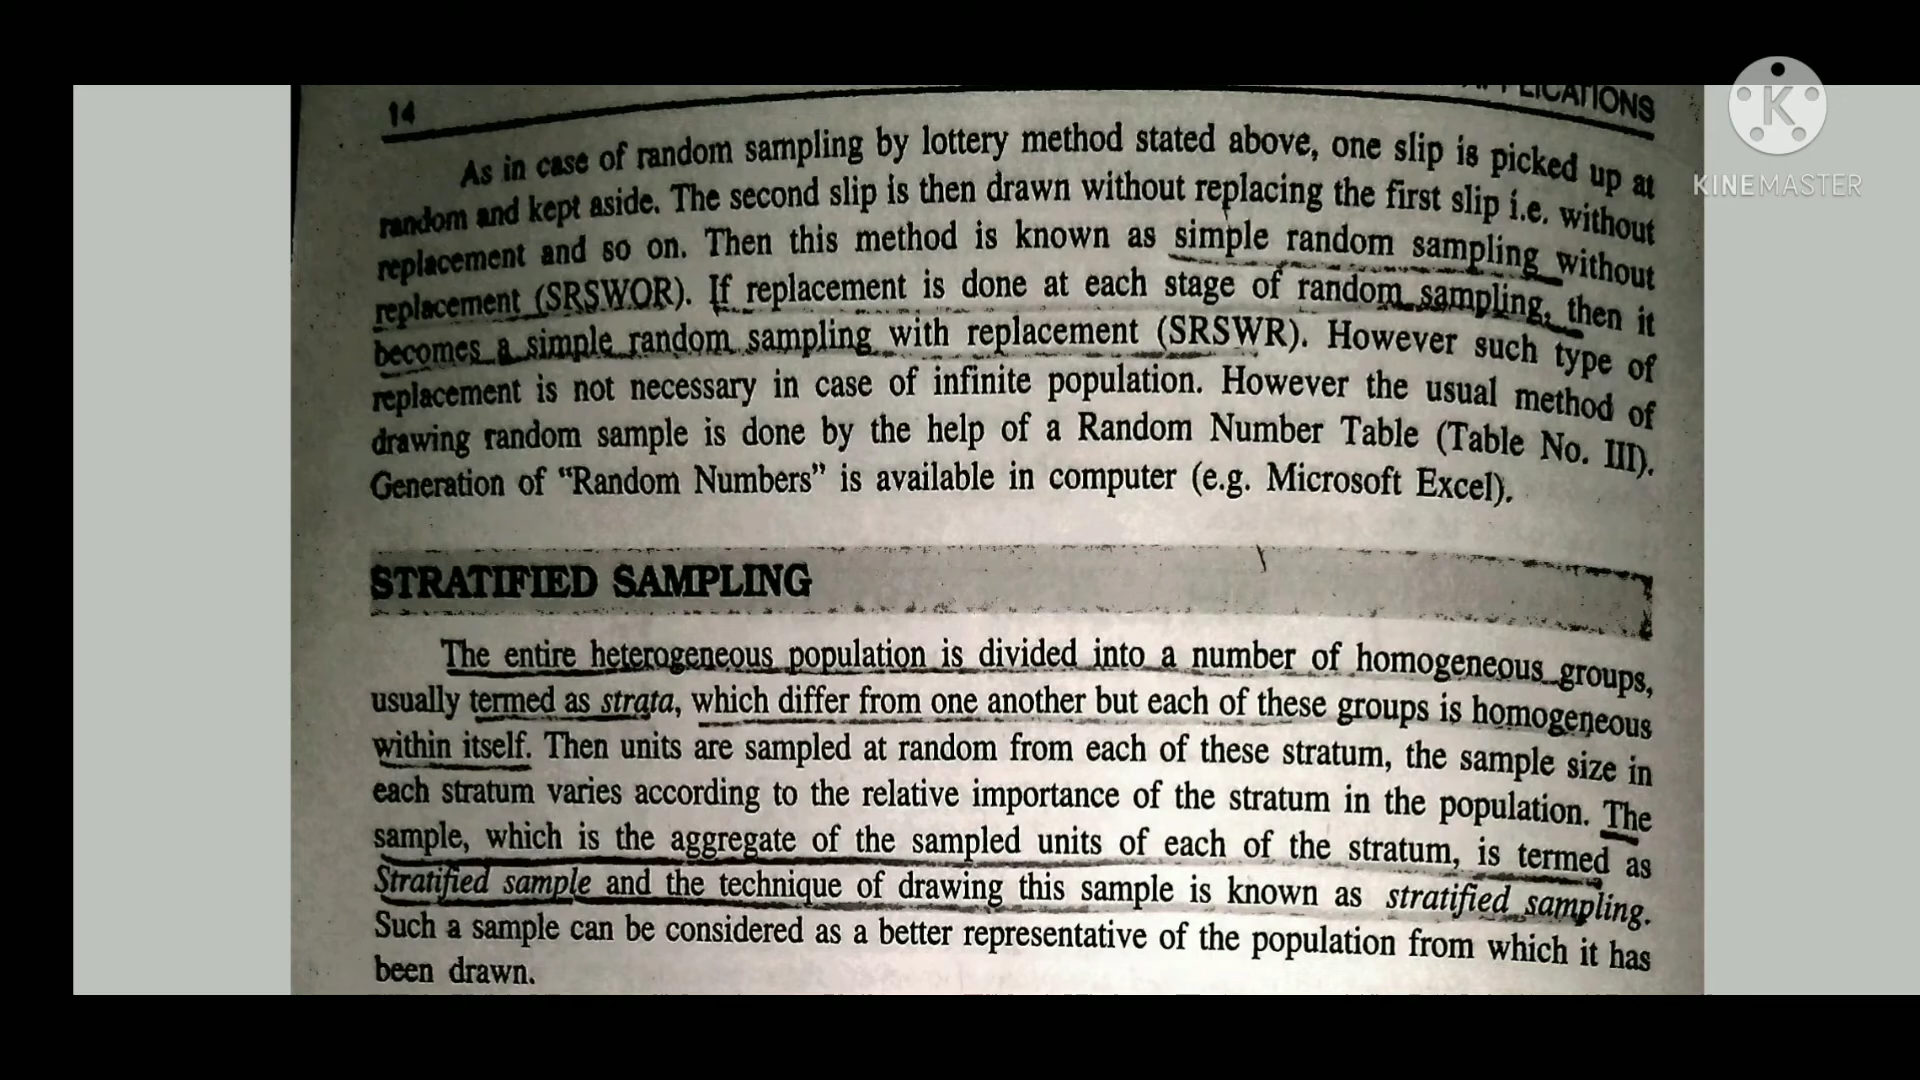 14
LICATIONS
KINEMASTER
As in case of random sampling by lottery method stated above, one slip is picked up at
random and kept aside. The second slip is then drawn without replacing the first slip i.e. without
replacement and so on. Then this method is known as simple random sampling without
replacement (SRSWOR). If replacement is done at each stage of random sampling, then it
becomes a simple random sampling with replacement (SRSWR). However such type of
replacement is not necessary in case of infinite population. However the usual method of
drawing random sample is done by the help of a Random Number Table (Table No. III).
Generation of “Random Numbers” is available in computer (e.g. Microsoft Excel).
STRATIFIED SAMPLING
The entire heterogeneous population is divided into a number of homogeneous groups,
usually termed as strata, which differ from one another but each of these groups is homogeneous
within itself. Then units are sampled at random from each of these stratum, the sample size in
each stratum varies according to the relative importance of the stratum in the population. The
sample, which is the aggregate of the sampled units of each of the stratum, is termed as
Stratified sample and the technique of drawing this sample is known as stratified sampling.
Such a sample can be considered as a better representative of the population from which it has
been drawn.